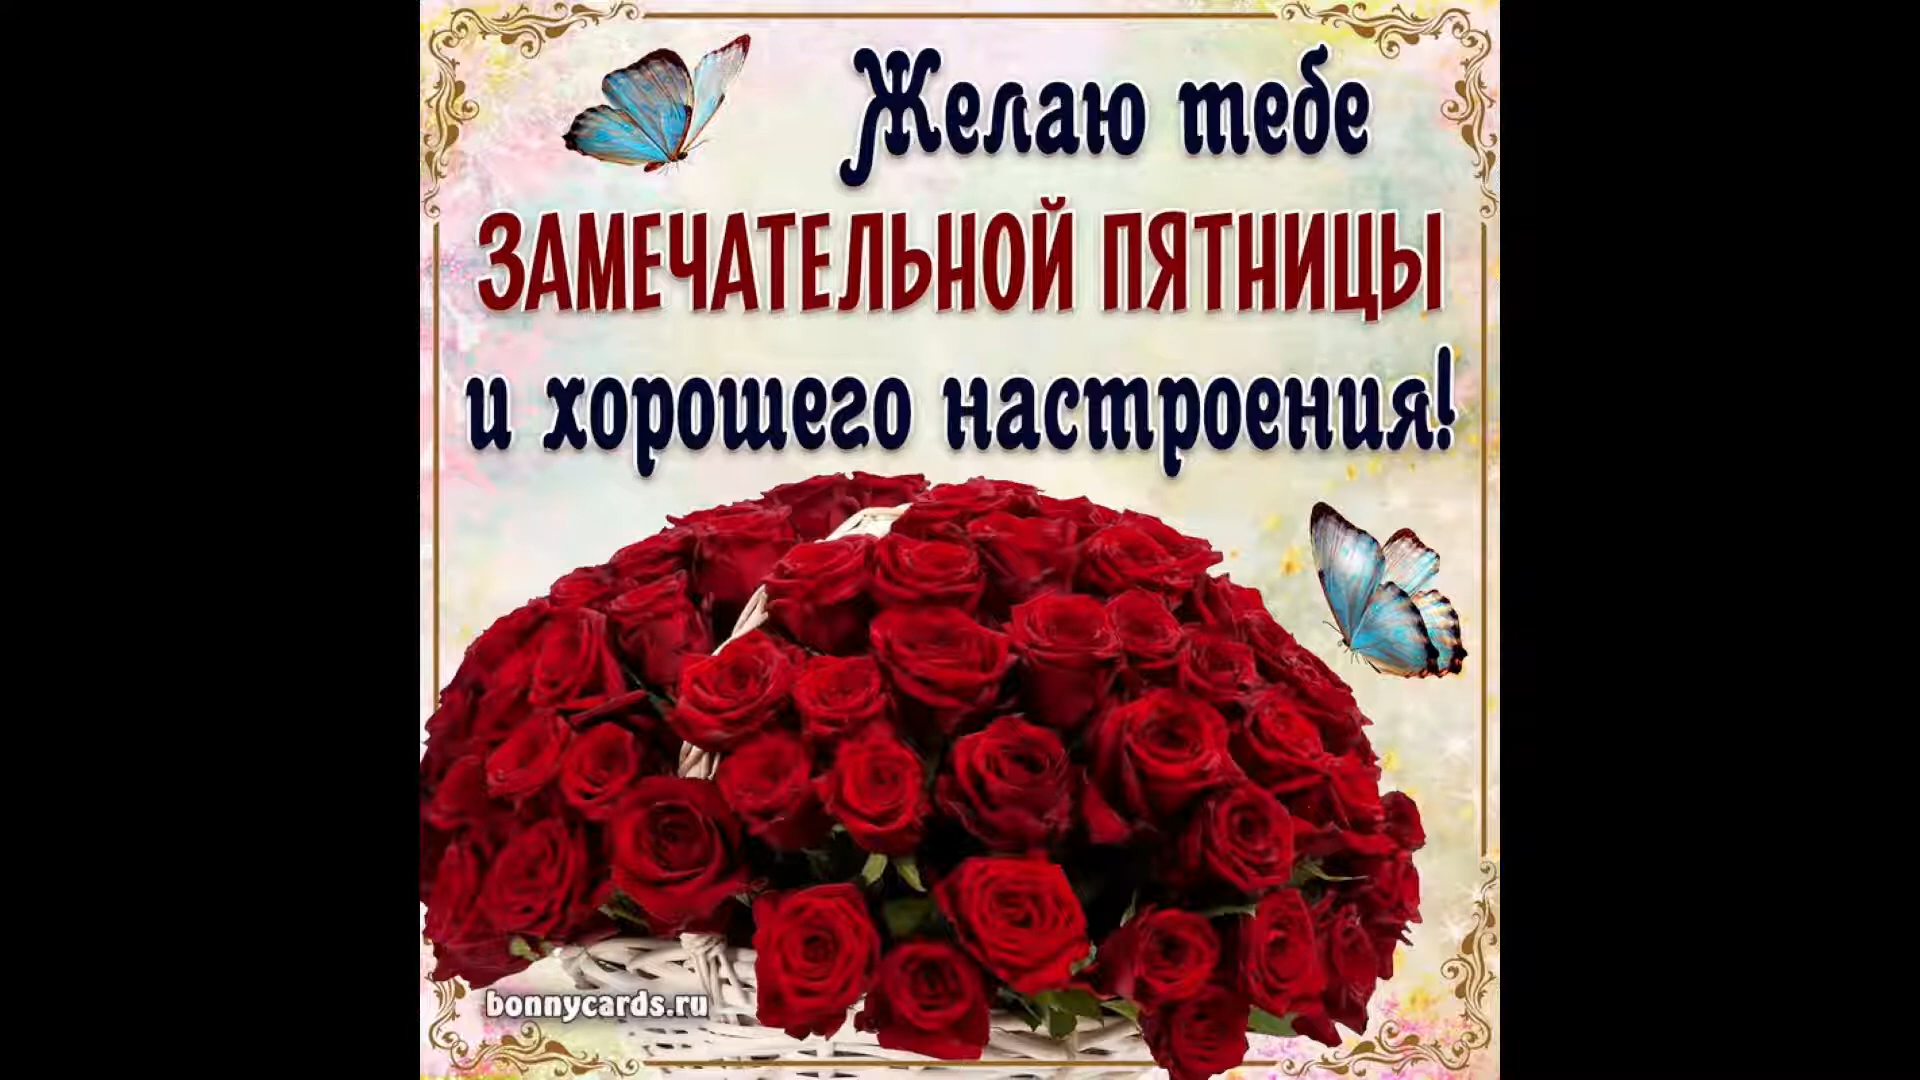 Желаю тебе
ЗАМЕЧАТЕЛЬНОЙ ПЯТНИЦЫ
и хорошего настроения!
bonnycards.ru